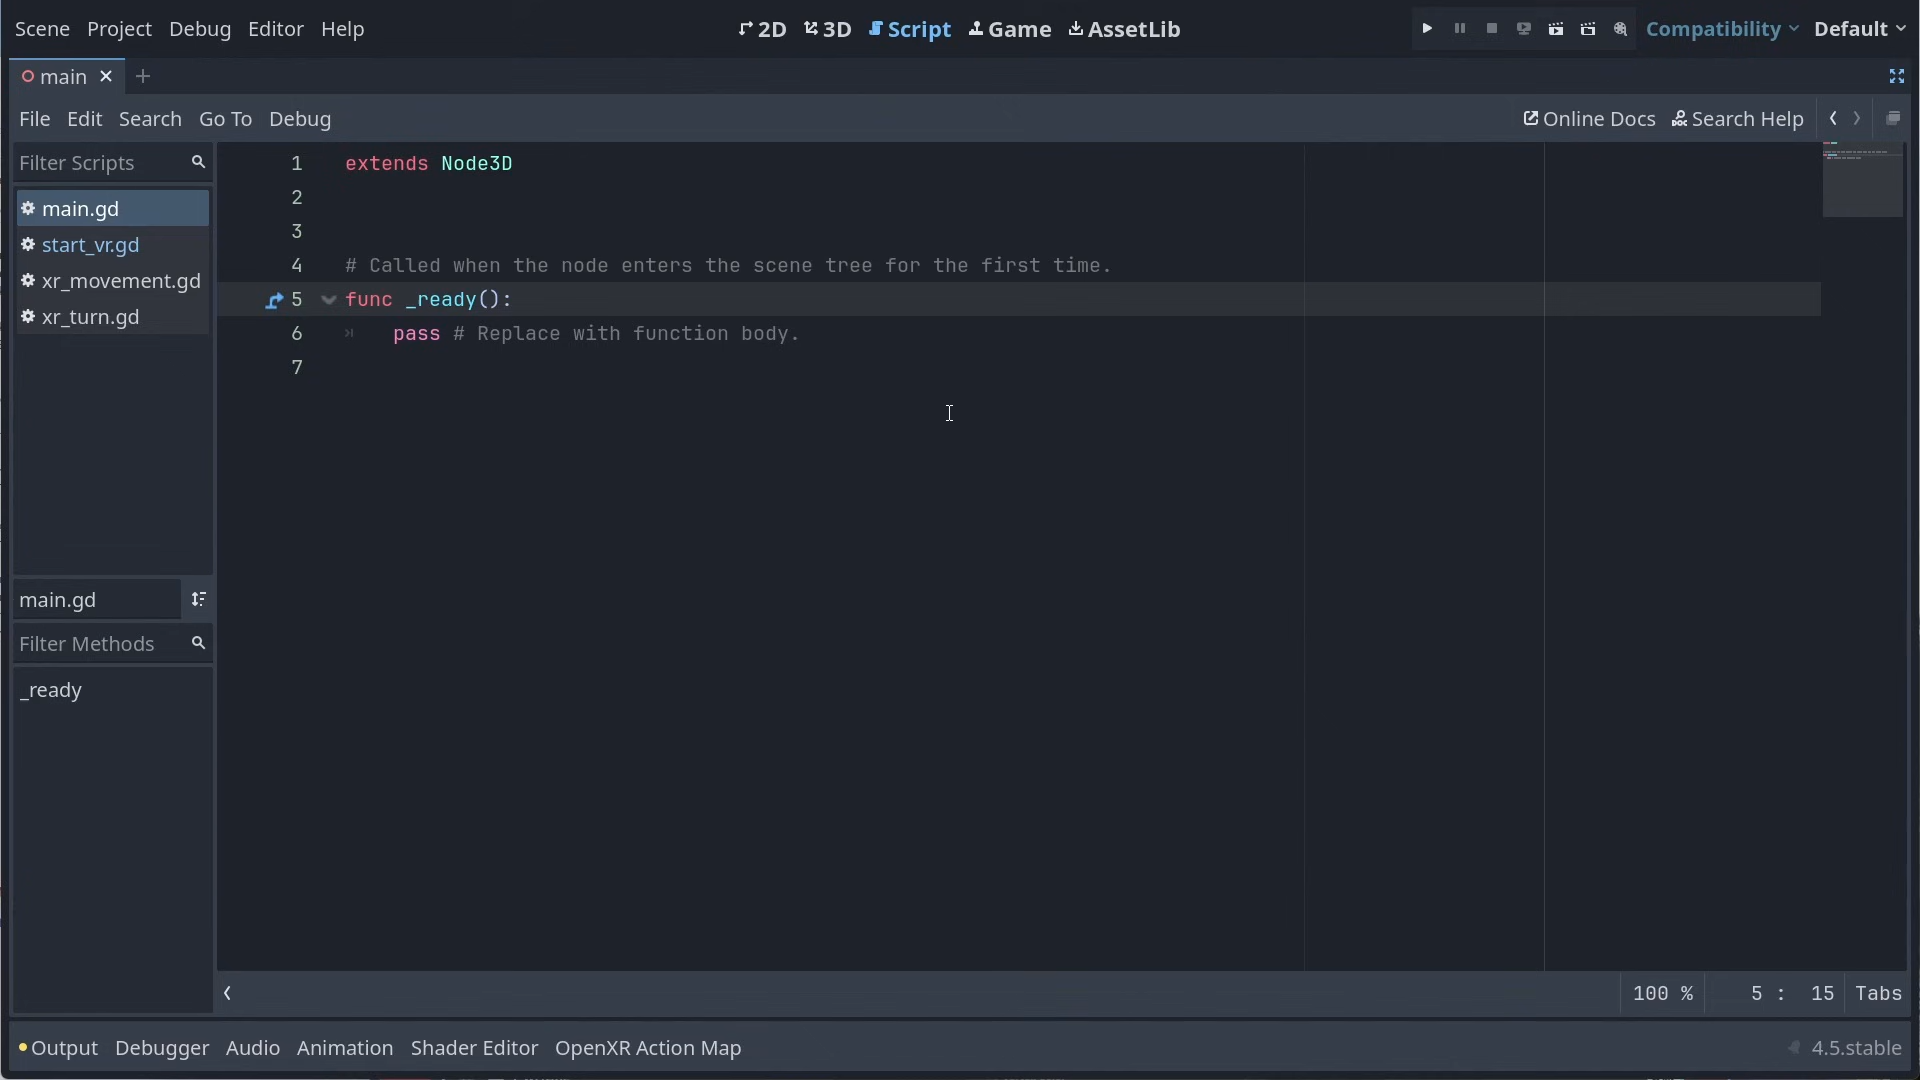 Scene Project Debug Editor Help 2D 3D Script Game AssetLib Compatibility Default
main
File Edit Search Go To Debug Online Docs Search Help
Filter Scripts
main.gd
start_vr.gd
xr_movement.gd
xr_turn.gd
main.gd
Filter Methods
_ready
1 extends Node3D
2
3
4 # Called when the node enters the scene tree for the first time.
5 func _ready():
6 pass # Replace with function body.
7
100 % 5 : 15 Tabs
Output Debugger Audio Animation Shader Editor OpenXR Action Map 4.5.stable